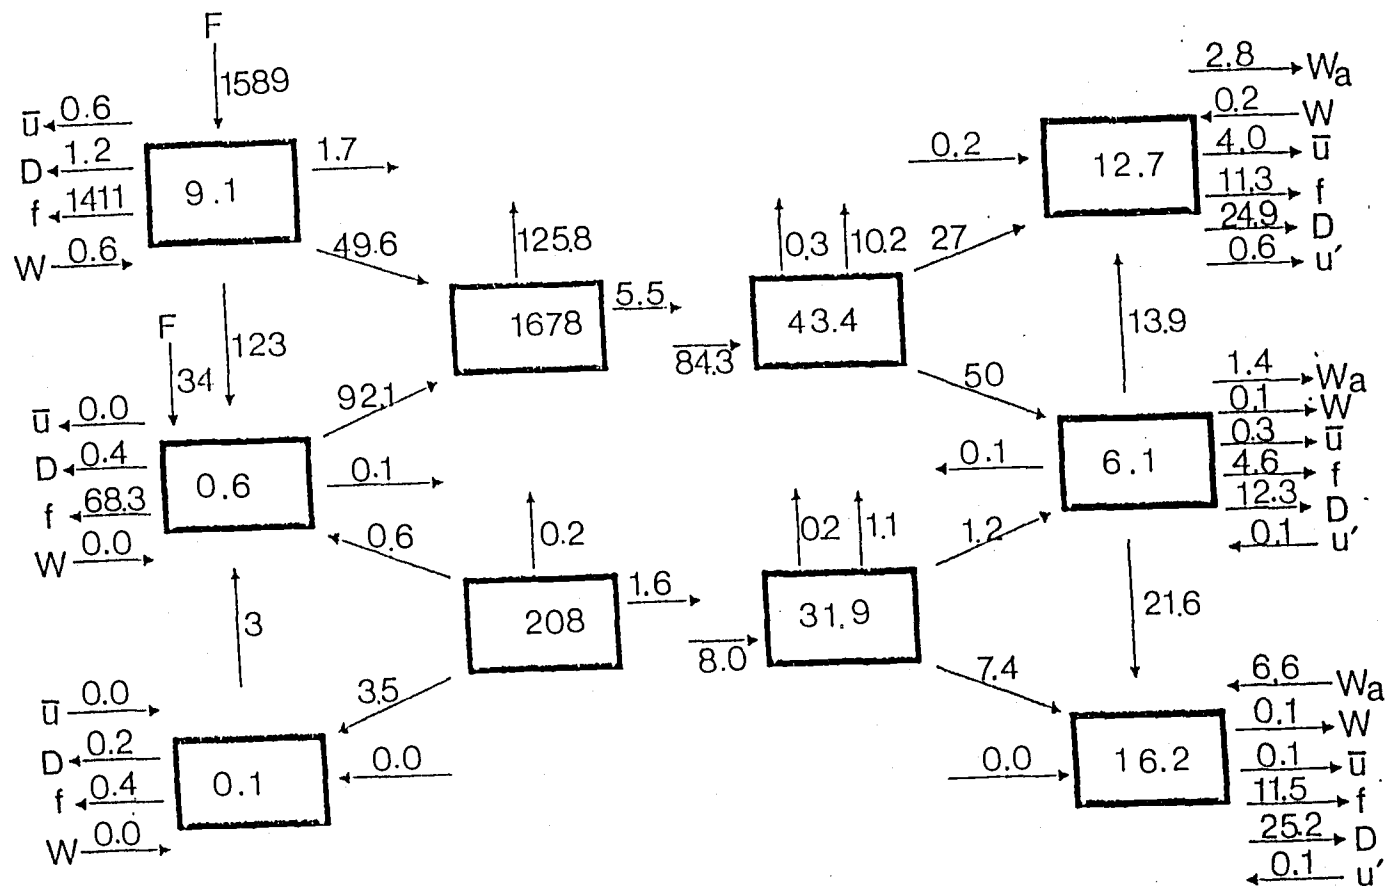 F
1589
u̅ 0.6
D 1.2
f 1411
W 0.6
9.1
1.7
49.6
123
F
34
u̅ 0.0
D 0.4
f 68.3
W 0.0
0.6
92.1
0.1
0.6
3
u̅ 0.0
D 0.2
f 0.4
W 0.0
0.1
0.0
3.5
125.8
1678
5.5
0.2
208
1.6
0.3 10.2
84.3
43.4
27
50
0.2 1.1
8.0
31.9
1.2
7.4
0.2
12.7
2.8 Wa
0.2 W
4.0 u̅
11.3 f
24.9 D
0.6 u′
13.9
0.1
6.1
1.4 Wa
0.1 W
0.3 u̅
4.6 f
12.3 D
0.1 u′
21.6
0.0
16.2
6.6 Wa
0.1 W
0.1 u̅
11.5 f
25.2 D
0.1 u′